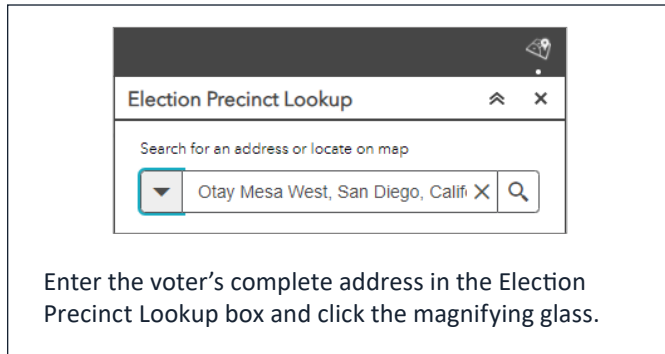 Election Precinct Lookup
Search for an address or locate on map
Otay Mesa West, San Diego, Calif
Enter the voter’s complete address in the Election
Precinct Lookup box and click the magnifying glass.